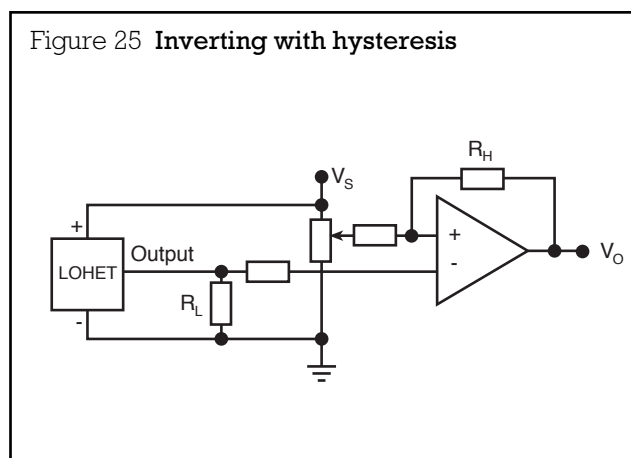 Figure 25 Inverting with hysteresis
R_H
V_S
+
Output
+
LOHET
-
V_O
R_L
-